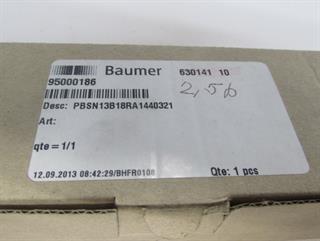 Baumer
630141 10
95000186
2,5b
Desc: PBSN13B18RA1440321
Art:
qte = 1/1
12.09.2013 08:42:29/BHFR0108
Qte: 1 pcs